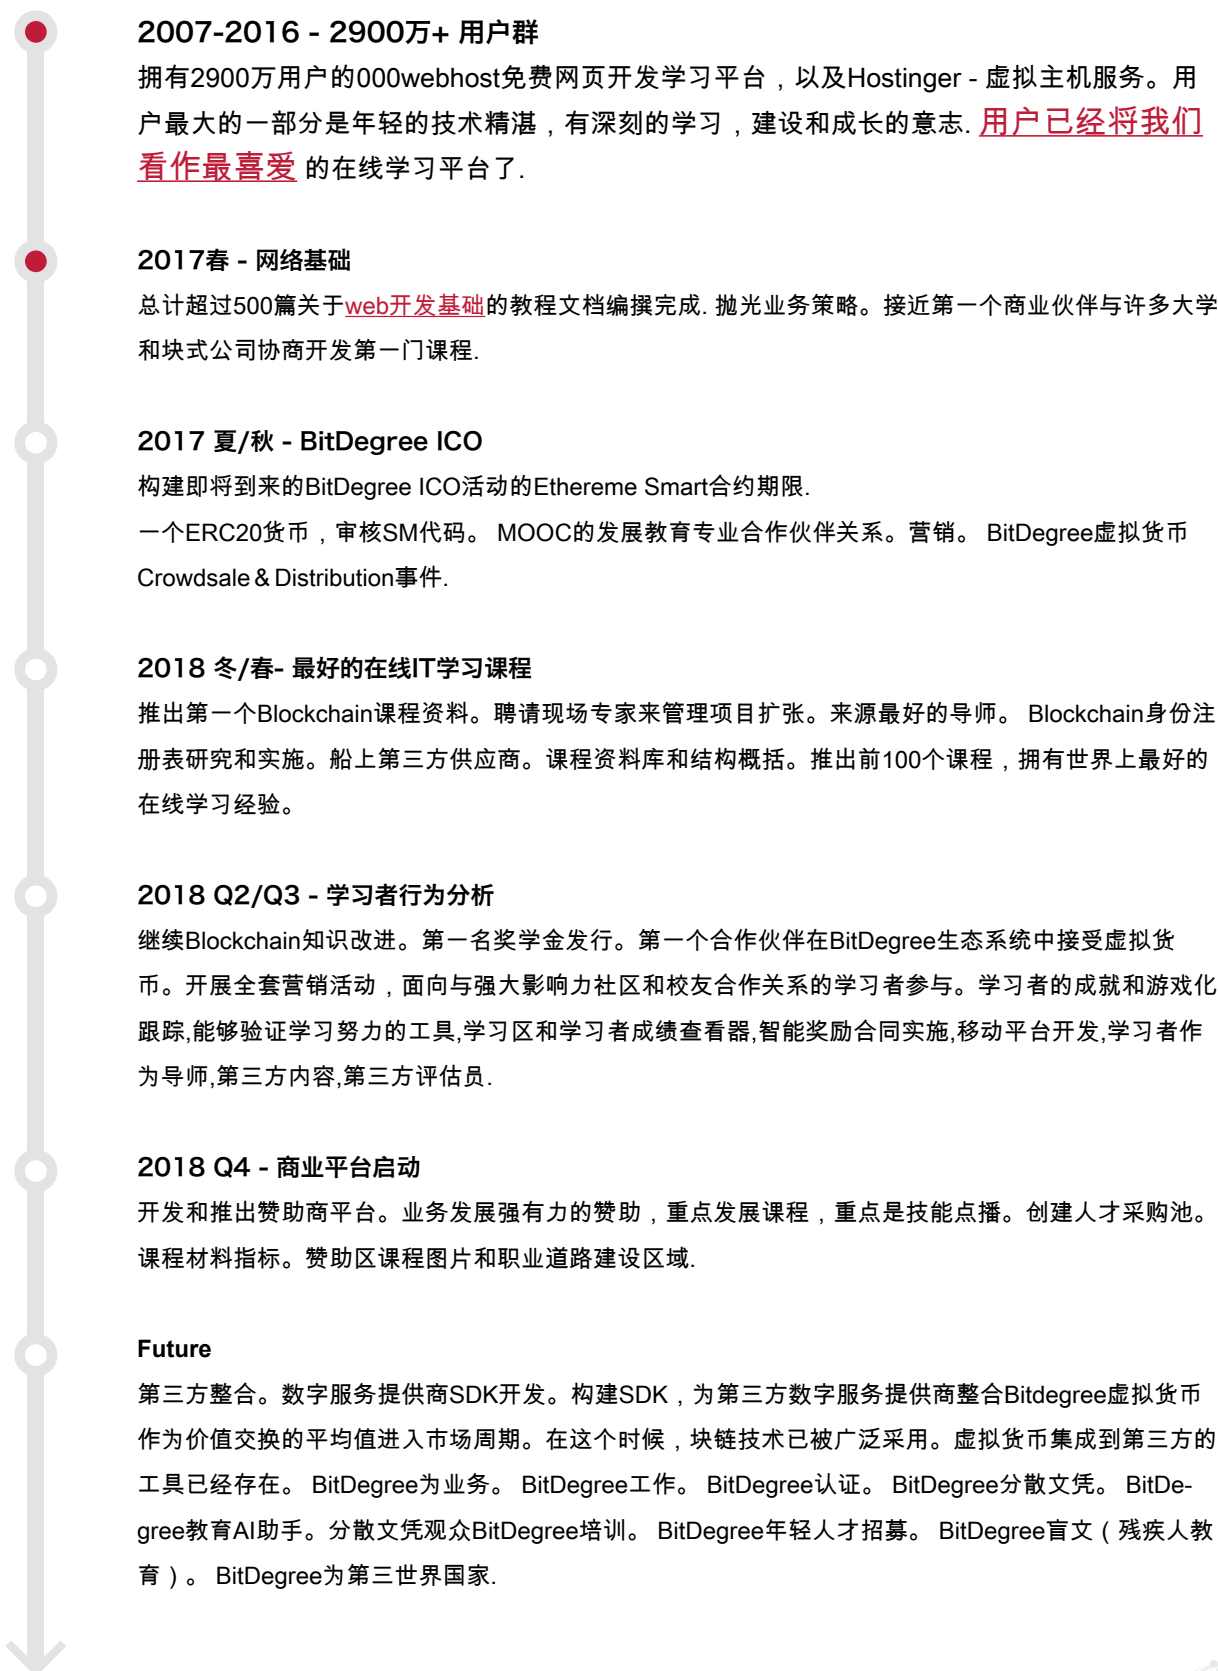 2007-2016 - 2900万+ 用户群
拥有2900万用户的000webhost免费网页开发学习平台，以及Hostinger - 虚拟主机服务。用
户最大的一部分是年轻的技术精湛，有深刻的学习，建设和成长的意志. 用户已经将我们
看作最喜爱 的在线学习平台了.
2017春 - 网络基础
总计超过500篇关于web开发基础的教程文档编撰完成. 抛光业务策略。接近第一个商业伙伴与许多大学
和块式公司协商开发第一门课程.
2017 夏/秋 - BitDegree ICO
构建即将到来的BitDegree ICO活动的Ethereme Smart合约期限.
一个ERC20货币，审核SM代码。 MOOC的发展教育专业合作伙伴关系。营销。 BitDegree虚拟货币
Crowdsale＆Distribution事件.
2018 冬/春- 最好的在线IT学习课程
推出第一个Blockchain课程资料。聘请现场专家来管理项目扩张。来源最好的导师。 Blockchain身份注
册表研究和实施。船上第三方供应商。课程资料库和结构概括。推出前100个课程，拥有世界上最好的
在线学习经验。
2018 Q2/Q3 - 学习者行为分析
继续Blockchain知识改进。第一名奖学金发行。第一个合作伙伴在BitDegree生态系统中接受虚拟货
币。开展全套营销活动，面向与强大影响力社区和校友合作关系的学习者参与。学习者的成就和游戏化
跟踪,能够验证学习努力的工具,学习区和学习者成绩查看器,智能奖励合同实施,移动平台开发,学习者作
为导师,第三方内容,第三方评估员.
2018 Q4 - 商业平台启动
开发和推出赞助商平台。业务发展强有力的赞助，重点发展课程，重点是技能点播。创建人才采购池。
课程材料指标。赞助区课程图片和职业道路建设区域.
Future
第三方整合。数字服务提供商SDK开发。构建SDK，为第三方数字服务提供商整合Bitdegree虚拟货币
作为价值交换的平均值进入市场周期。在这个时候，块链技术已被广泛采用。虚拟货币集成到第三方的
工具已经存在。 BitDegree为业务。 BitDegree工作。 BitDegree认证。 BitDegree分散文凭。 BitDe-
gree教育AI助手。分散文凭观众BitDegree培训。 BitDegree年轻人才招募。 BitDegree盲文（残疾人教
育）。 BitDegree为第三世界国家.